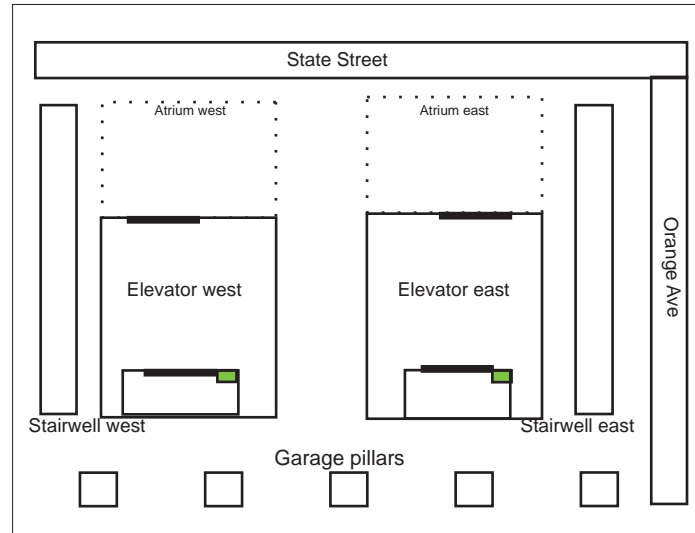 State Street
Atrium west
Atrium east
Orange Ave
Elevator west
Elevator east
Stairwell west
Stairwell east
Garage pillars